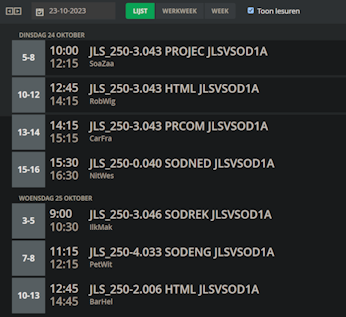 23-10-2023 LIJST WERKWEEK WEEK Toon lesuren
DINSDAG 24 OKTOBER
5-8 10:00 JLS_250-3.043 PROJEC JLSVSOD1A
12:15 SoaZaa
10-12 12:45 JLS_250-3.043 HTML JLSVSOD1A
14:15 RobWig
13-14 14:15 JLS_250-3.043 PRCOM JLSVSOD1A
15:15 CarFra
15-16 15:30 JLS_250-0.040 SODNED JLSVSOD1A
16:30 NitWes
WOENSDAG 25 OKTOBER
3-5 9:00 JLS_250-3.046 SODREK JLSVSOD1A
10:30 IlkMak
7-8 11:15 JLS_250-4.033 SODENG JLSVSOD1A
12:15 PetWit
10-13 12:45 JLS_250-2.006 HTML JLSVSOD1A
14:45 BarHel